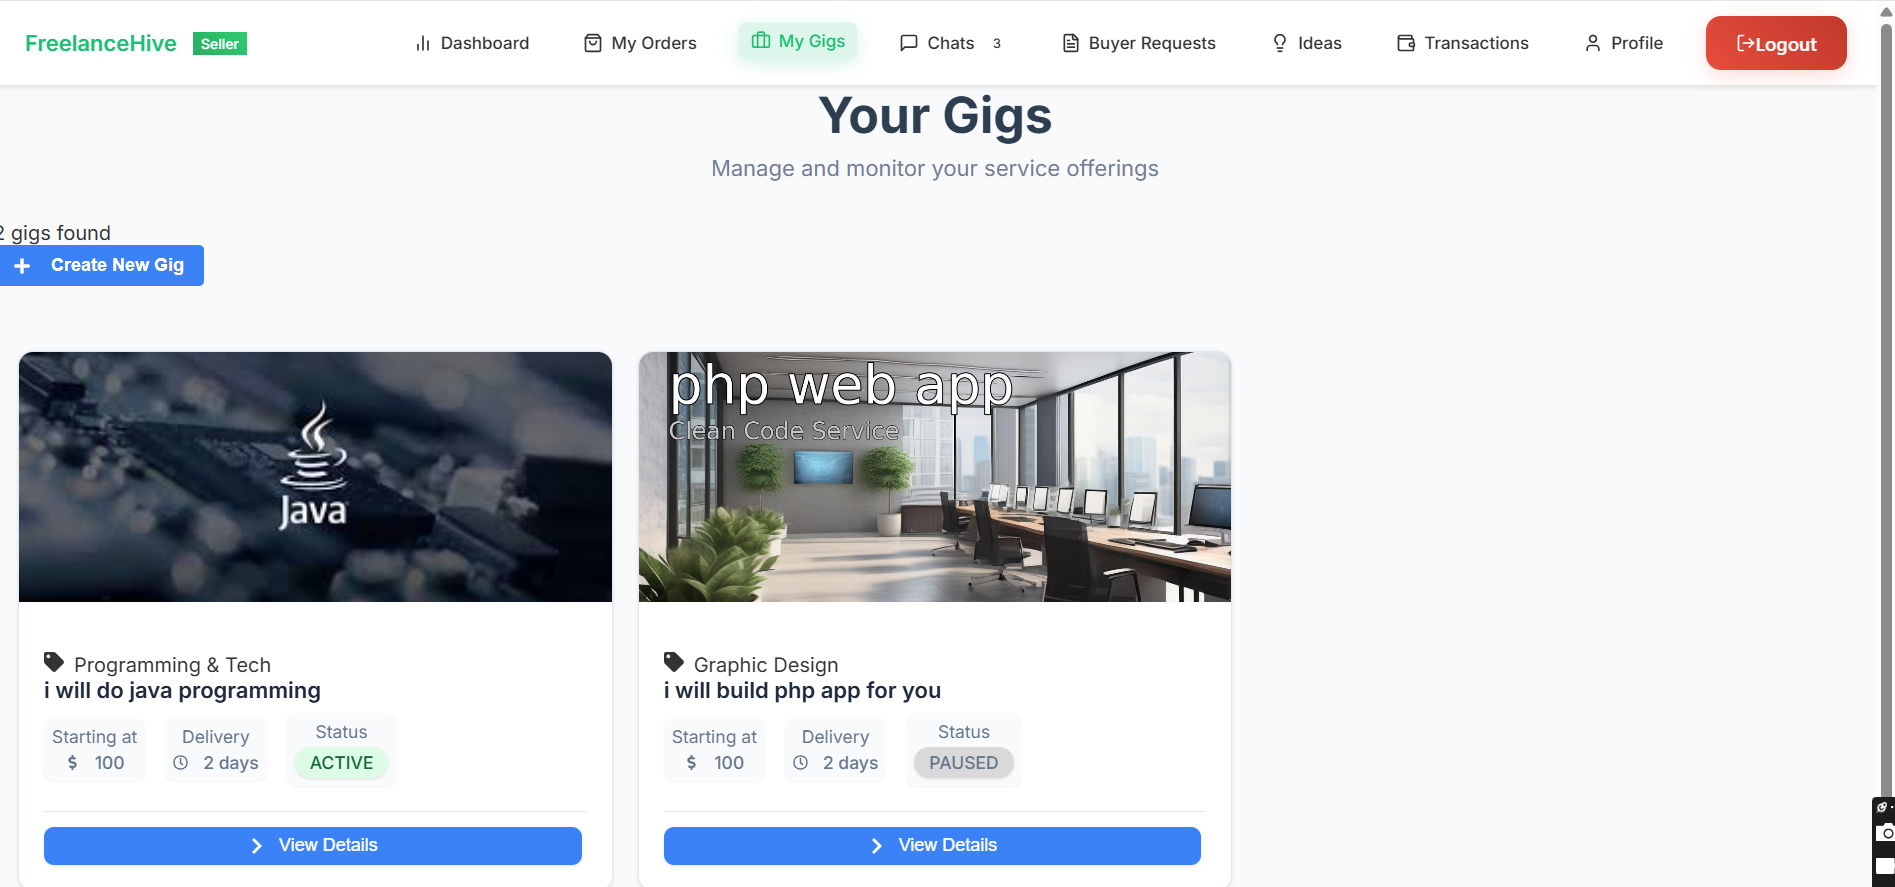 FreelanceHive Seller Dashboard My Orders My Gigs Chats 3 Buyer Requests Ideas Transactions Profile Logout
Your Gigs
Manage and monitor your service offerings
2 gigs found
Create New Gig
Java
php web app
Clean Code Service
Programming & Tech
i will do java programming
Starting at
$ 100
Delivery
2 days
Status
ACTIVE
View Details
Graphic Design
i will build php app for you
Starting at
$ 100
Delivery
2 days
Status
PAUSED
View Details